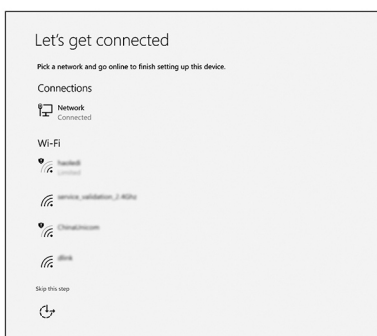 Let's get connected
Pick a network and go online to finish setting up this device.
Connections
Network
Connected
Wi-Fi
Limited
service_validation_2.4Ghz
ChinaUnicom
dlink
Skip this step